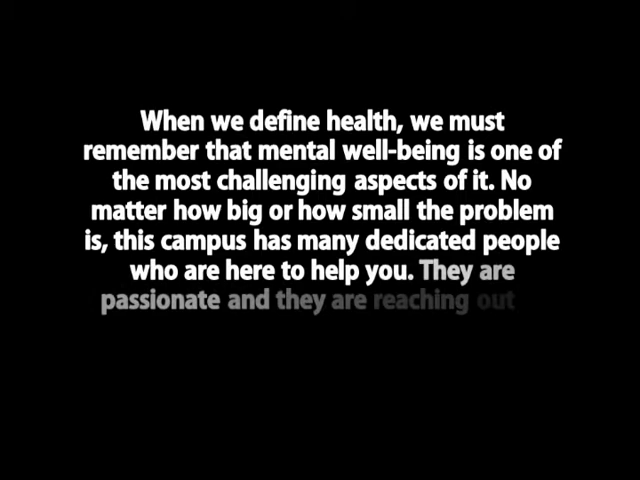 When we define health, we must
remember that mental well-being is one of
the most challenging aspects of it. No
matter how big or how small the problem
is, this campus has many dedicated people
who are here to help you. They are
passionate and they are reaching out